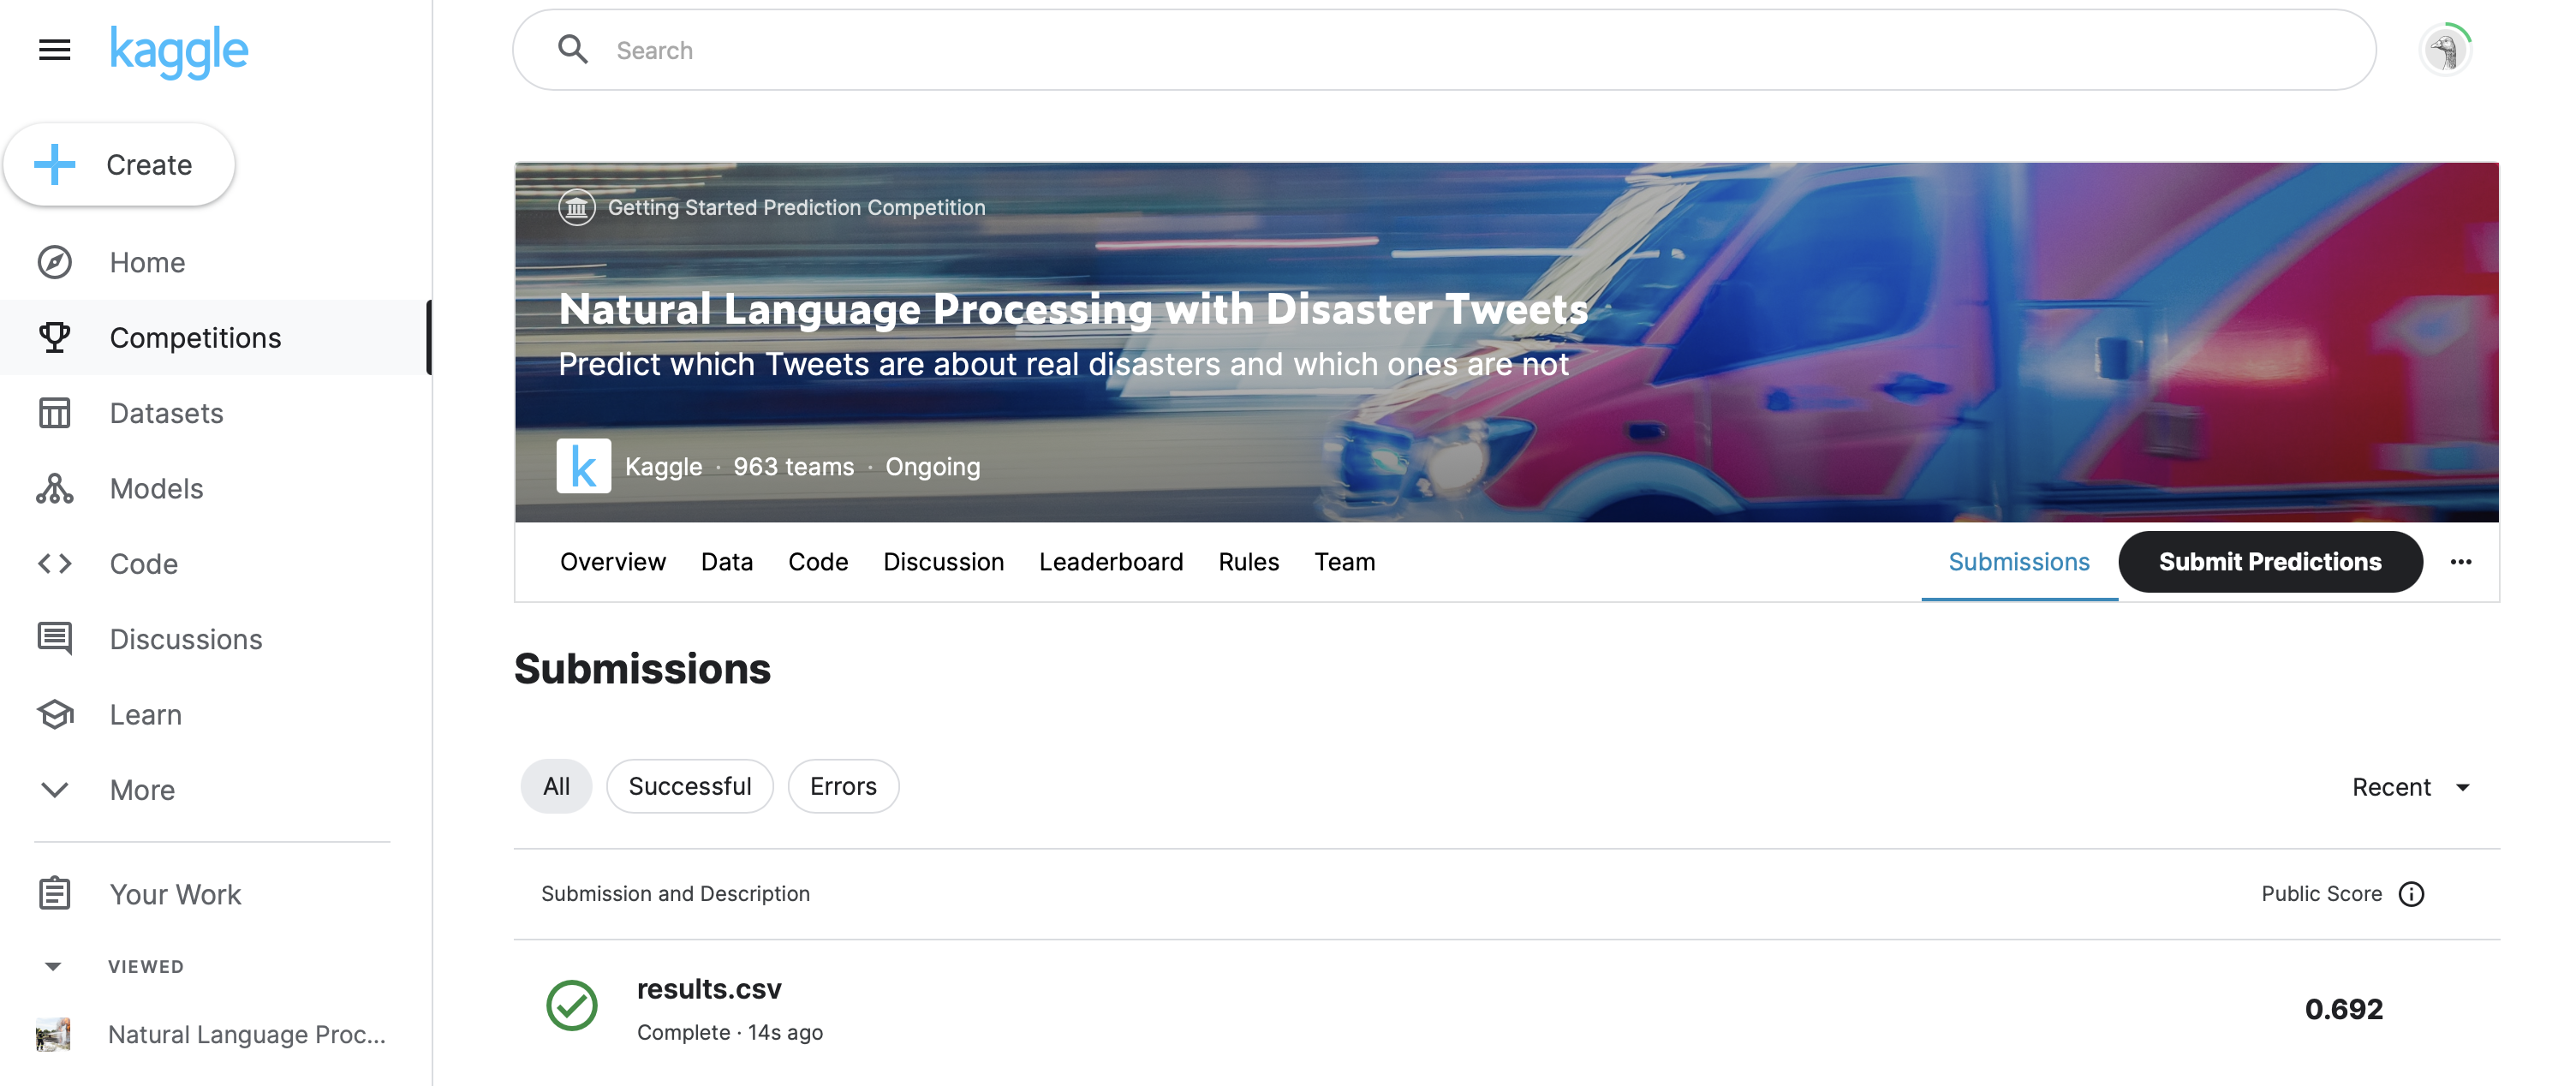 kaggle
Search
Create
Home
Competitions
Datasets
Models
Code
Discussions
Learn
More
Your Work
VIEWED
Natural Language Proc...
Getting Started Prediction Competition
Natural Language Processing with Disaster Tweets
Predict which Tweets are about real disasters and which ones are not
k
Kaggle · 963 teams · Ongoing
Overview Data Code Discussion Leaderboard Rules Team Submissions Submit Predictions
Submissions
All Successful Errors Recent
Submission and Description Public Score
results.csv
Complete · 14s ago
0.692